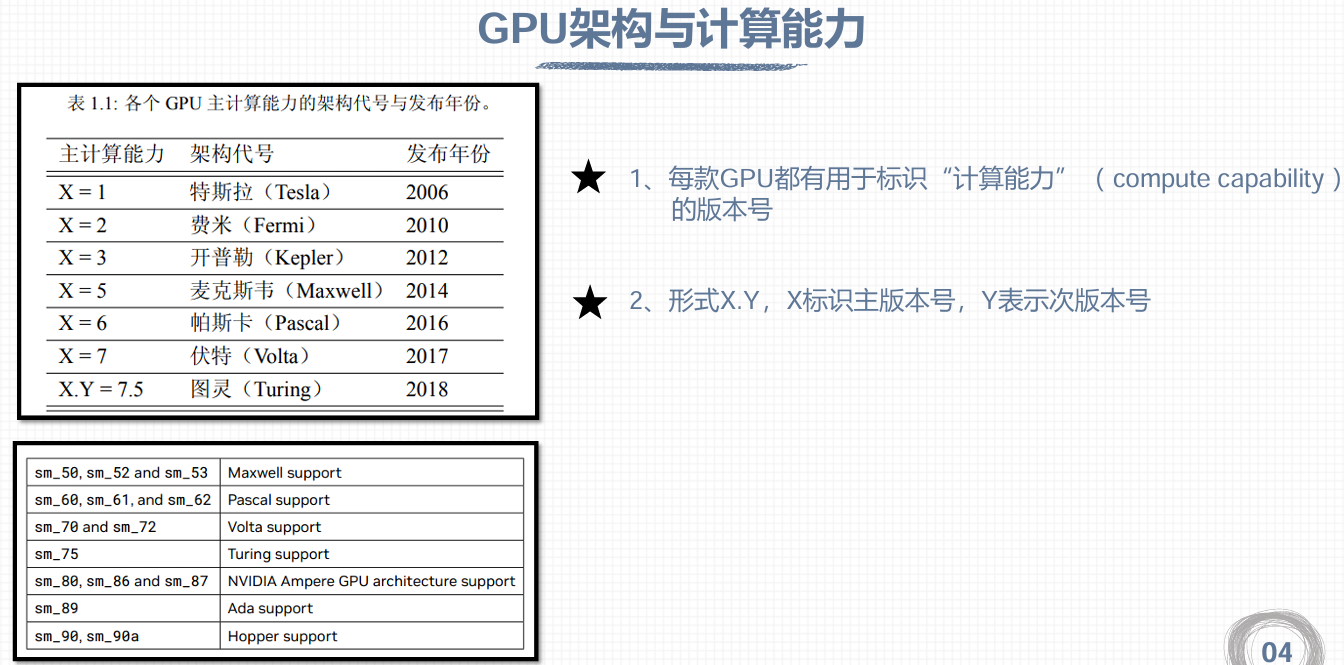 GPU架构与计算能力
表 1.1: 各个 GPU 主计算能力的架构代号与发布年份。
主计算能力 架构代号 发布年份
X = 1 特斯拉（Tesla） 2006
X = 2 费米（Fermi） 2010
X = 3 开普勒（Kepler） 2012
X = 5 麦克斯韦（Maxwell） 2014
X = 6 帕斯卡（Pascal） 2016
X = 7 伏特（Volta） 2017
X.Y = 7.5 图灵（Turing） 2018
sm_50, sm_52 and sm_53 Maxwell support
sm_60, sm_61, and sm_62 Pascal support
sm_70 and sm_72 Volta support
sm_75 Turing support
sm_80, sm_86 and sm_87 NVIDIA Ampere GPU architecture support
sm_89 Ada support
sm_90, sm_90a Hopper support
1、每款GPU都有用于标识“计算能力”（compute capability）
的版本号
2、形式X.Y，X标识主版本号，Y表示次版本号
04